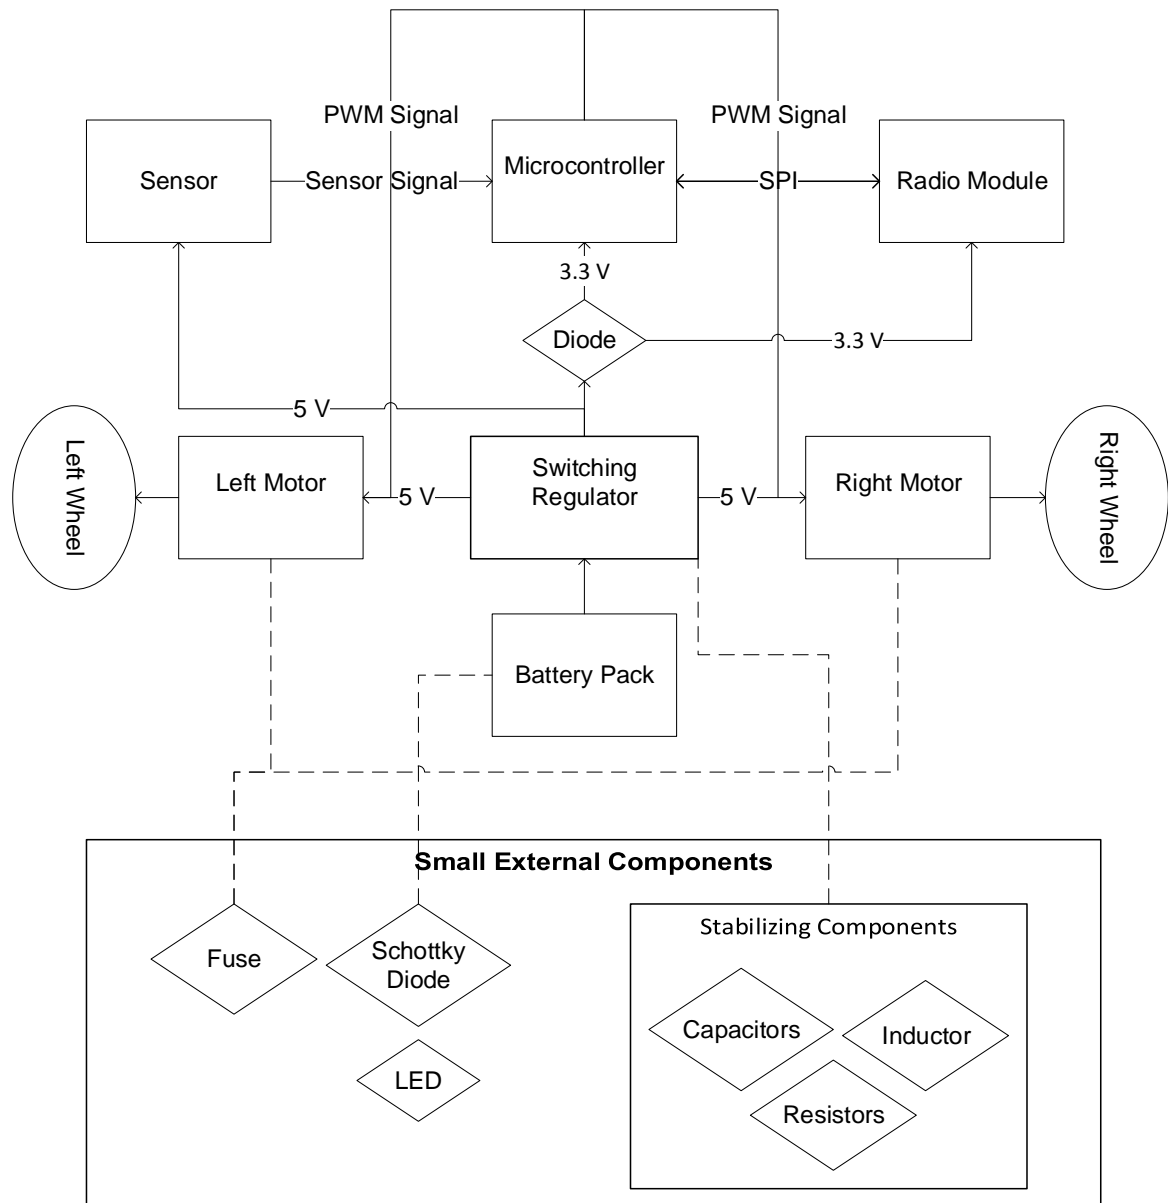 PWM Signal
PWM Signal
Sensor
Sensor Signal
Microcontroller
SPI
Radio Module
3.3 V
Diode
3.3 V
5 V
Left Wheel
Left Motor
5 V
Switching
Regulator
5 V
Right Motor
Right Wheel
Battery Pack
Small External Components
Fuse
Schottky
Diode
LED
Stabilizing Components
Capacitors
Inductor
Resistors